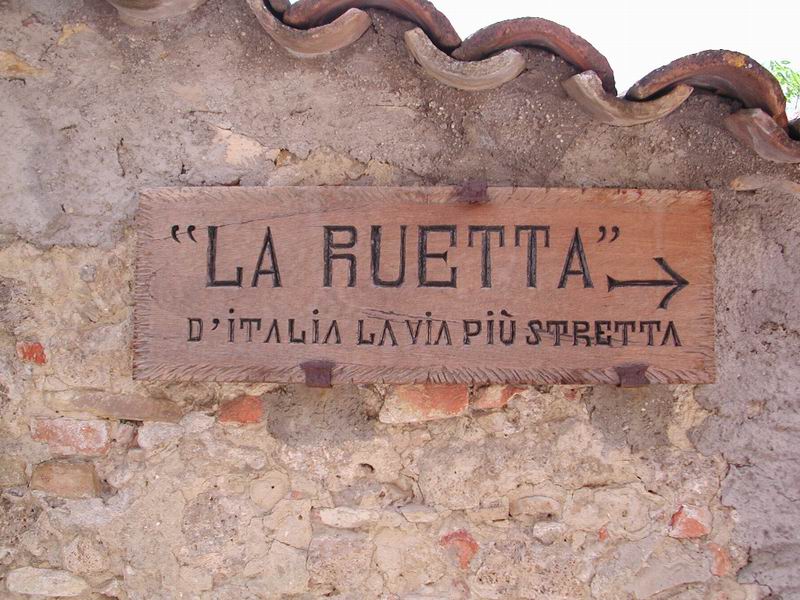 “LA RUETTA” →
D’ITALIA LA VIA PIÙ STRETTA